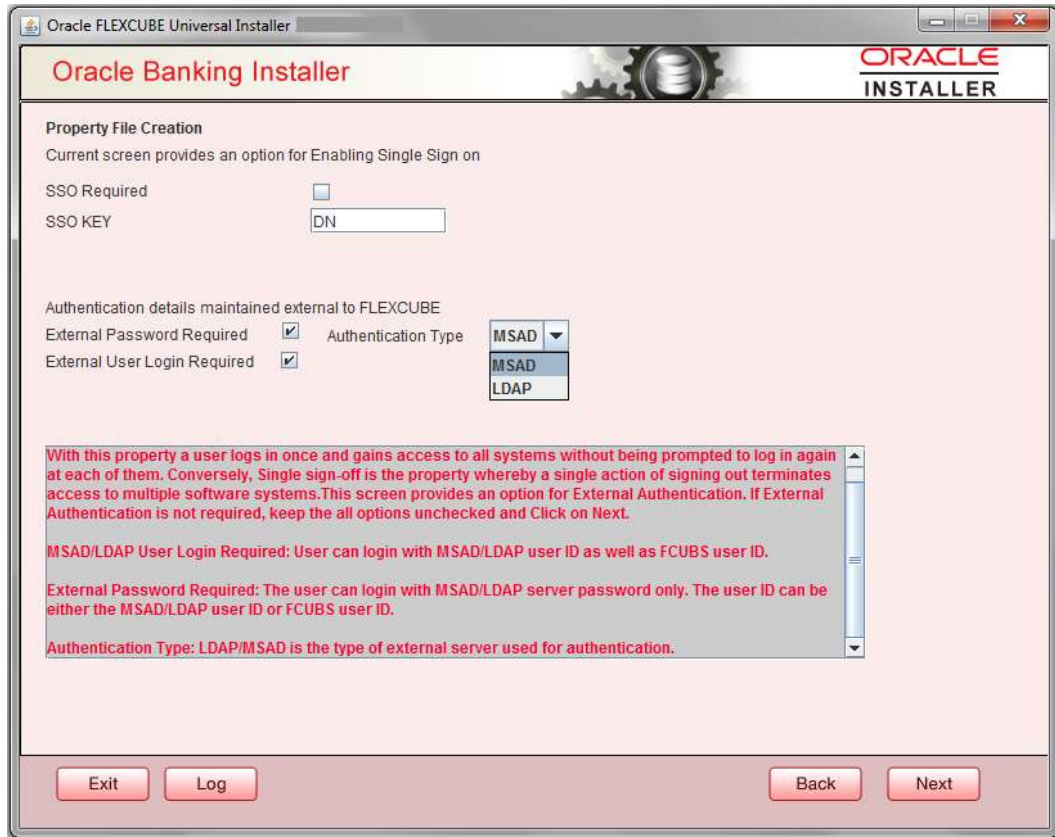 Oracle FLEXCUBE Universal Installer
Oracle Banking Installer
ORACLE
INSTALLER
Property File Creation
Current screen provides an option for Enabling Single Sign on
SSO Required
SSO KEY DN
Authentication details maintained external to FLEXCUBE
External Password Required Authentication Type MSAD
External User Login Required MSAD
LDAP
With this property a user logs in once and gains access to all systems without being prompted to log in again
at each of them. Conversely, Single sign-off is the property whereby a single action of signing out terminates
access to multiple software systems.This screen provides an option for External Authentication. If External
Authentication is not required, keep the all options unchecked and Click on Next.
MSAD/LDAP User Login Required: User can login with MSAD/LDAP user ID as well as FCUBS user ID.
External Password Required: The user can login with MSAD/LDAP server password only. The user ID can be
either the MSAD/LDAP user ID or FCUBS user ID.
Authentication Type: LDAP/MSAD is the type of external server used for authentication.
Exit Log Back Next